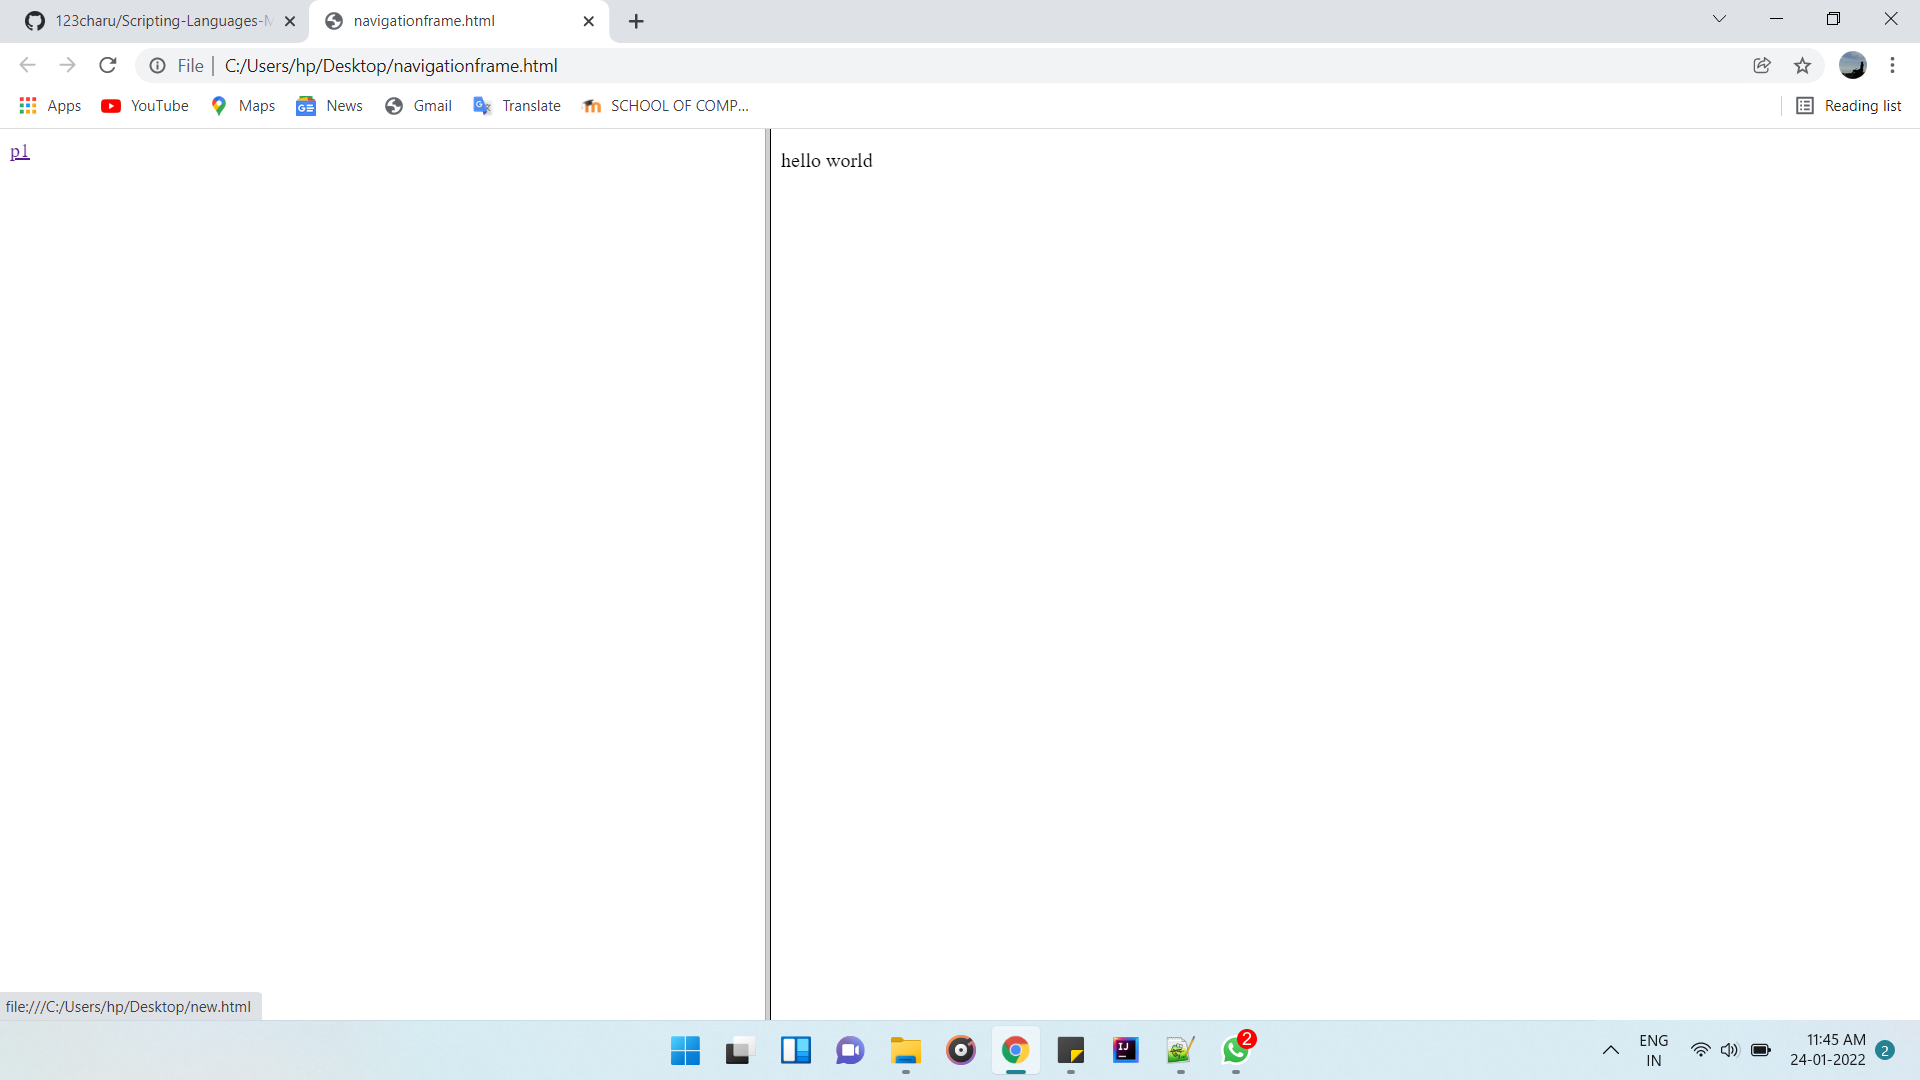 123charu/Scripting-Languages-M
navigationframe.html
File
C:/Users/hp/Desktop/navigationframe.html
Apps
YouTube
Maps
News
Gmail
Translate
SCHOOL OF COMP...
Reading list
p1
hello world
file:///C:/Users/hp/Desktop/new.html
2
ENG
IN
11:45 AM
24-01-2022
2